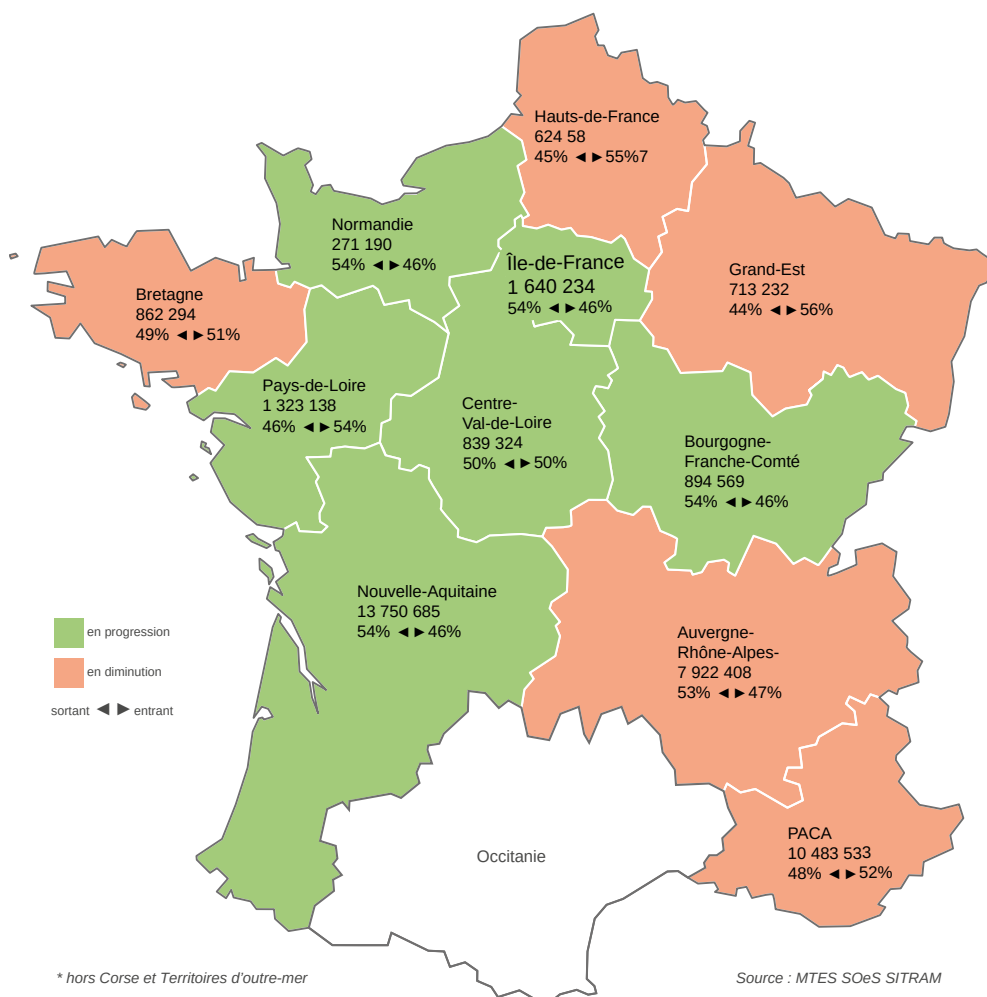 Hauts-de-France
624 58
45% ◄ ► 55%7
Normandie
271 190
54% ◄ ► 46%
Île-de-France
1 640 234
54% ◄ ► 46%
Grand-Est
713 232
44% ◄ ► 56%
Bretagne
862 294
49% ◄ ► 51%
Pays-de-Loire
1 323 138
46% ◄ ► 54%
Centre-
Val-de-Loire
839 324
50% ◄ ► 50%
Bourgogne-
Franche-Comté
894 569
54% ◄ ► 46%
Nouvelle-Aquitaine
13 750 685
54% ◄ ► 46%
Auvergne-
Rhône-Alpes-
7 922 408
53% ◄ ► 47%
en progression
en diminution
sortant ◄ ► entrant
PACA
10 483 533
48% ◄ ► 52%
Occitanie
* hors Corse et Territoires d'outre-mer
Source : MTES SOeS SITRAM